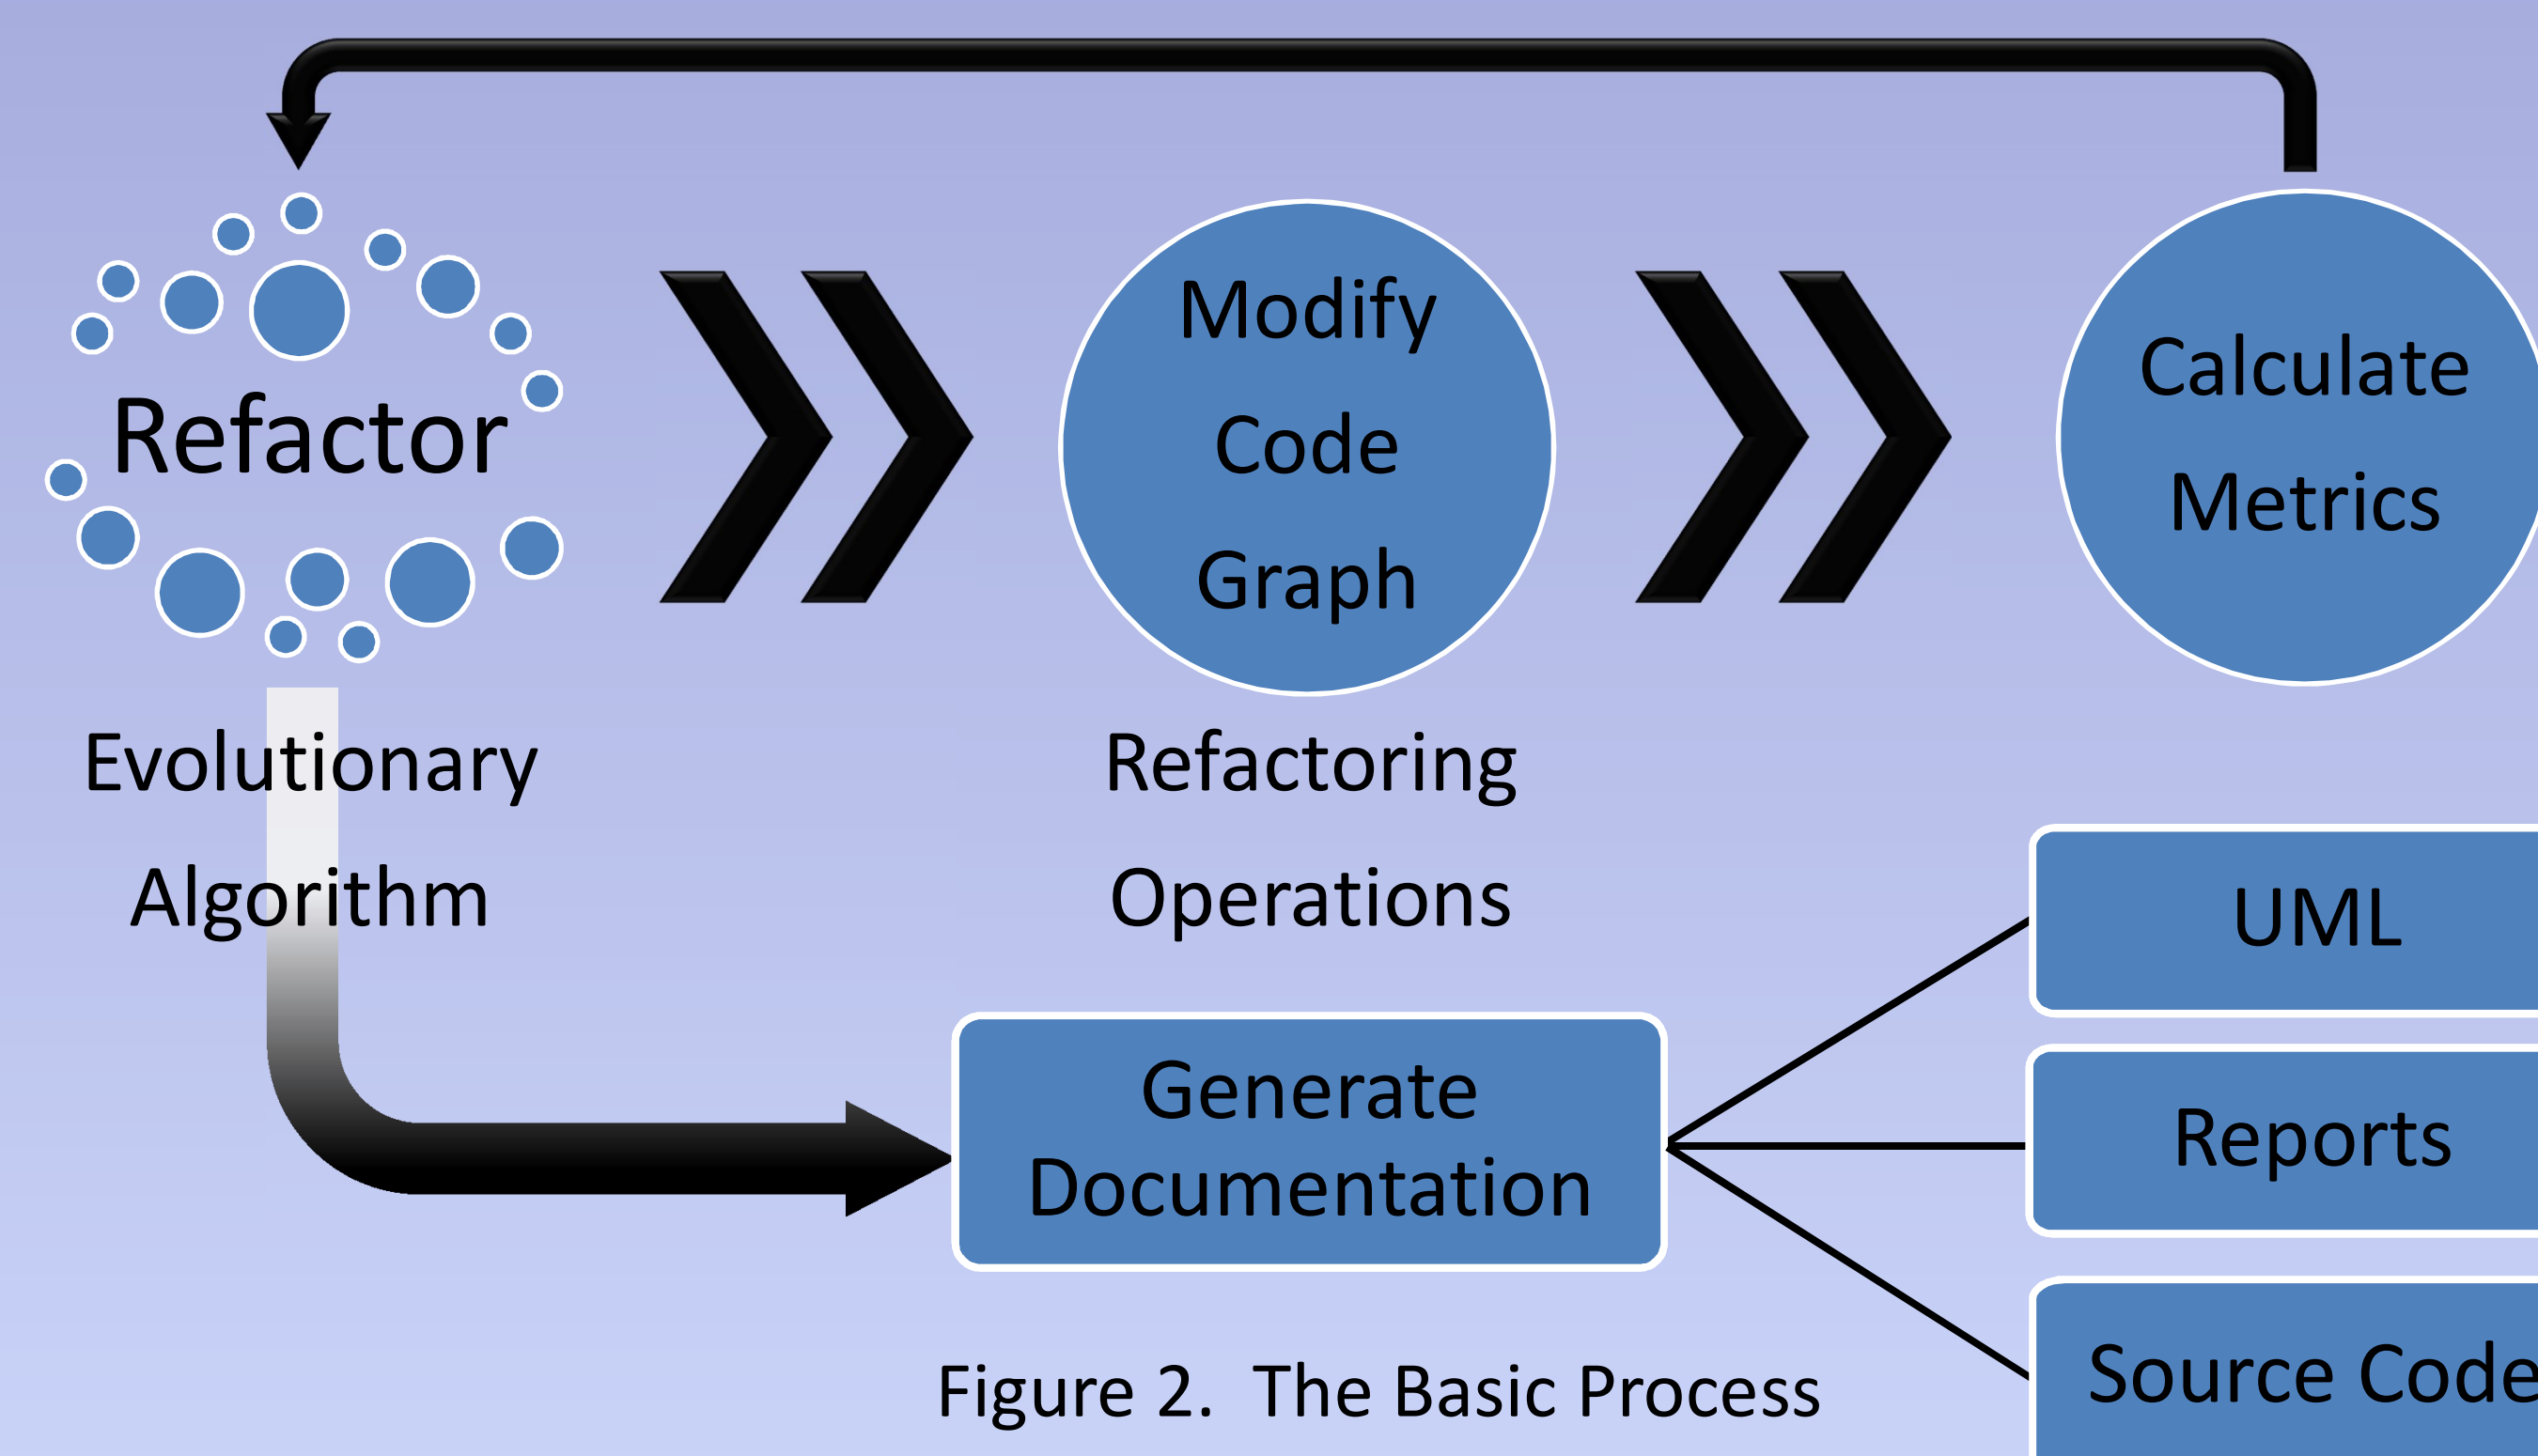 Refactor
Modify
Code
Graph
Calculate
Metrics
Evolutionary
Algorithm
Refactoring
Operations
Generate
Documentation
UML
Reports
Source Code
Figure 2.  The Basic Process